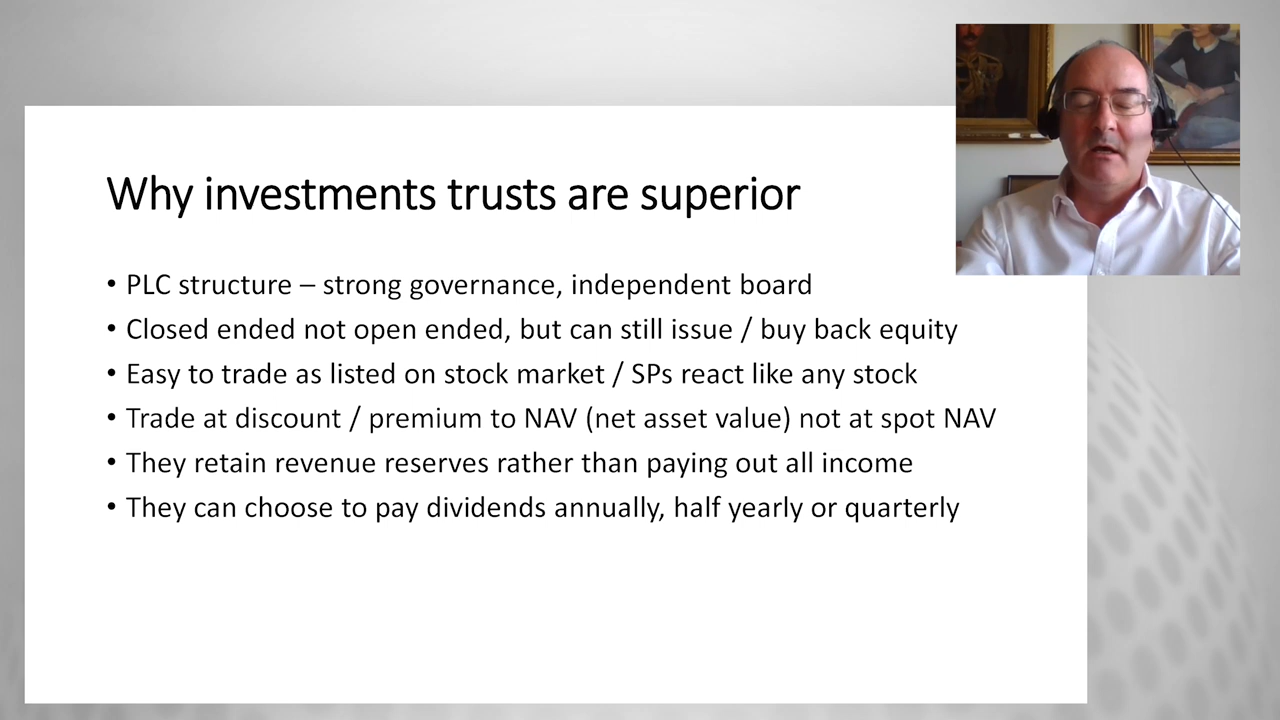 Why investments trusts are superior
• PLC structure – strong governance, independent board
• Closed ended not open ended, but can still issue / buy back equity
• Easy to trade as listed on stock market / SPs react like any stock
• Trade at discount / premium to NAV (net asset value) not at spot NAV
• They retain revenue reserves rather than paying out all income
• They can choose to pay dividends annually, half yearly or quarterly